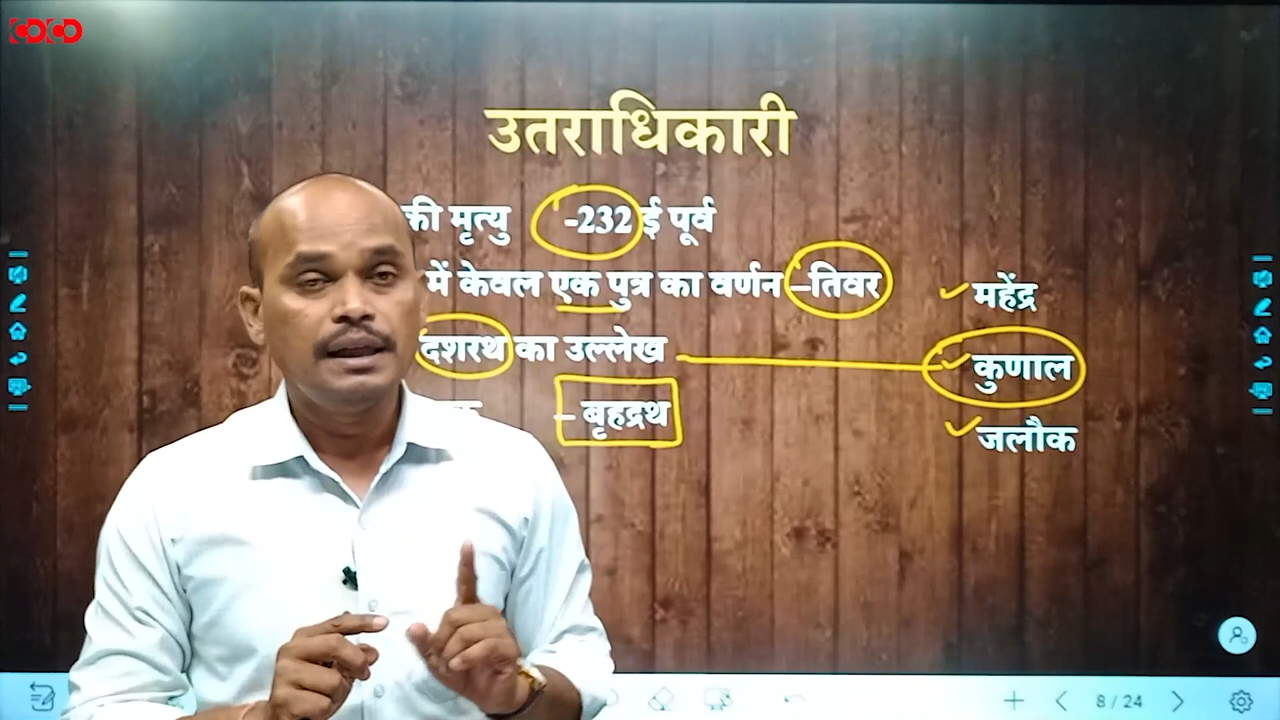 उतराधिकारी
की मृत्यु -232 ई पूर्व
में केवल एक पुत्र का वर्णन –तिवर
महेंद्र
दशरथ का उल्लेख
कुणाल
– बृहद्रथ
जलौक
8 / 24